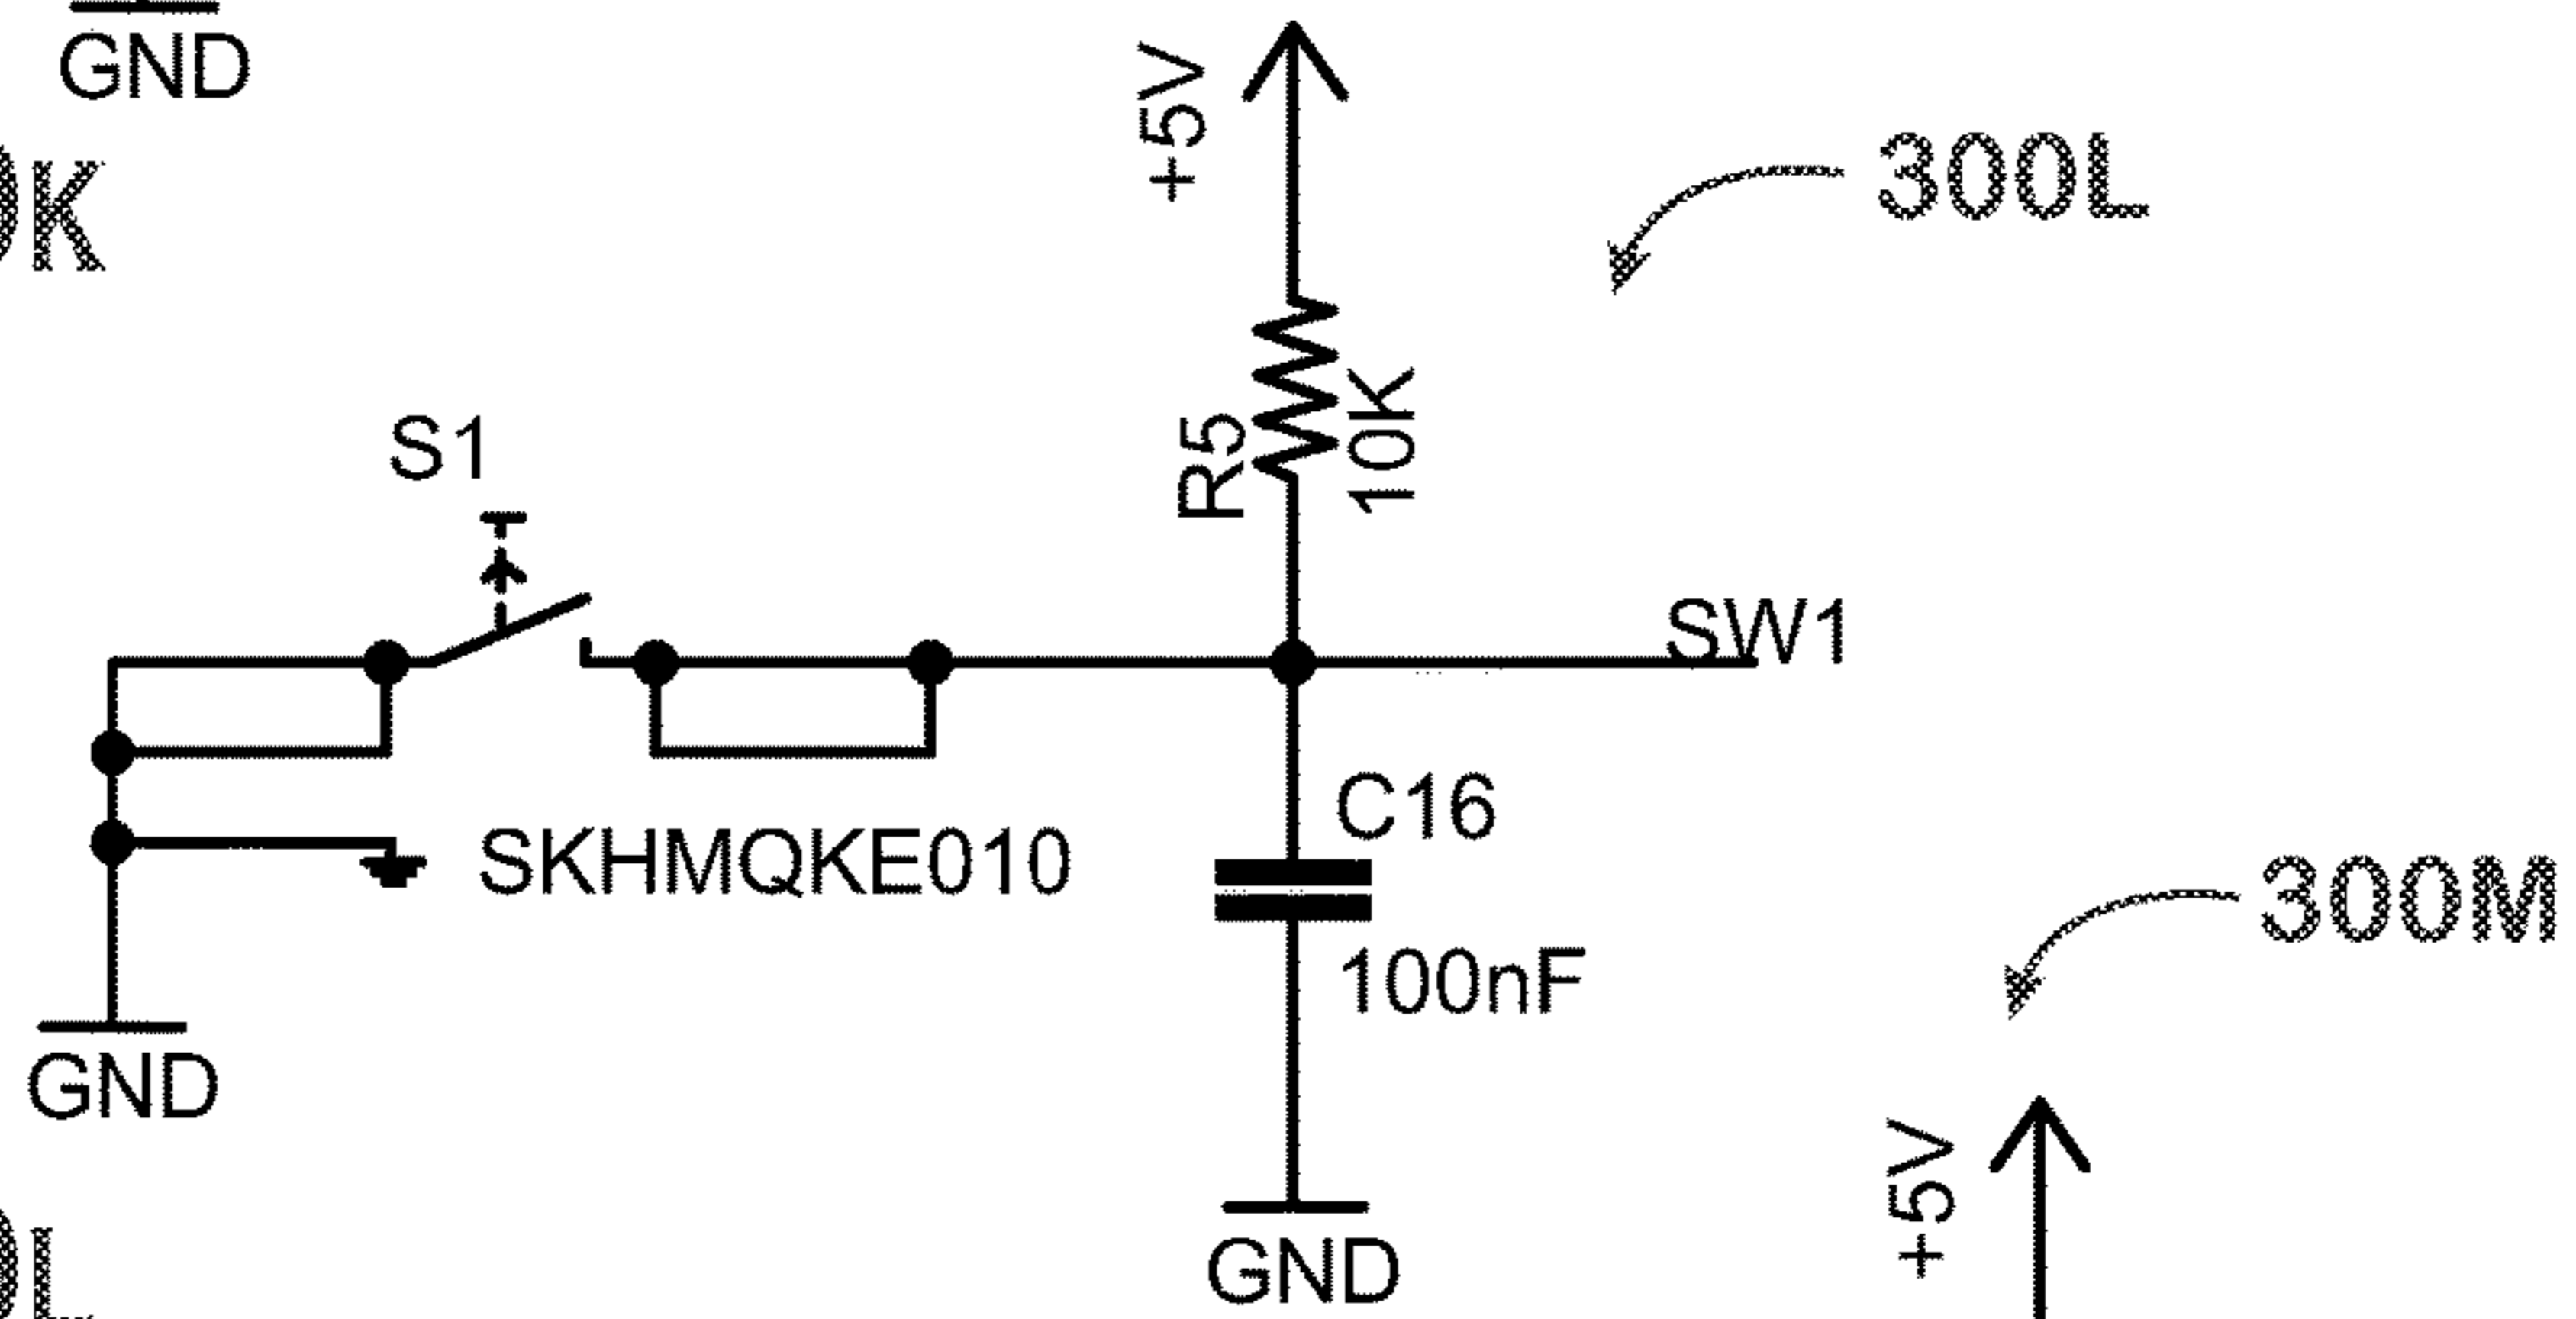 GND
+5V
300L
S1
R5
10K
SW1
C16
SKHMQKE010
300M
100nF
GND
+5V
GND